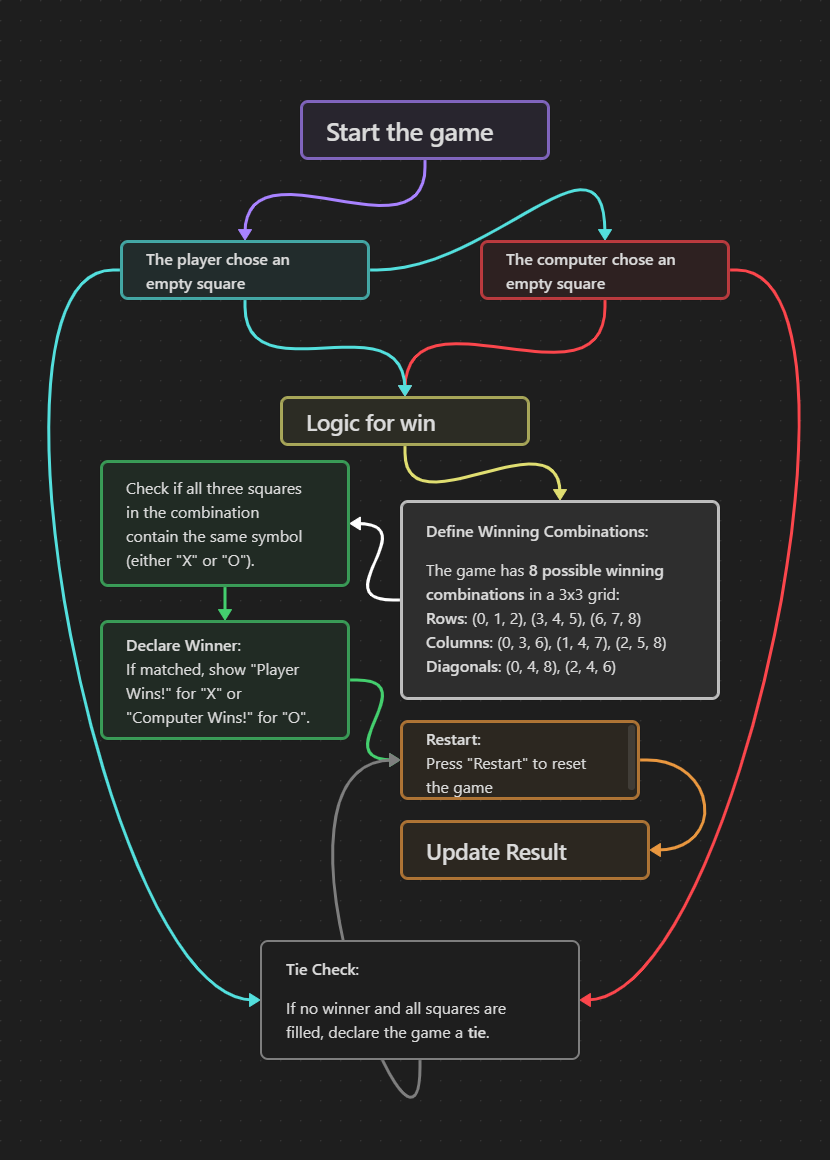 Start the game
The player chose an
empty square
The computer chose an
empty square
Logic for win
Check if all three squares
in the combination
contain the same symbol
(either "X" or "O").
Define Winning Combinations:
The game has 8 possible winning
combinations in a 3x3 grid:
Rows: (0, 1, 2), (3, 4, 5), (6, 7, 8)
Columns: (0, 3, 6), (1, 4, 7), (2, 5, 8)
Diagonals: (0, 4, 8), (2, 4, 6)
Declare Winner:
If matched, show "Player
Wins!" for "X" or
"Computer Wins!" for "O".
Restart:
Press "Restart" to reset
the game
Update Result
Tie Check:
If no winner and all squares are
filled, declare the game a tie.